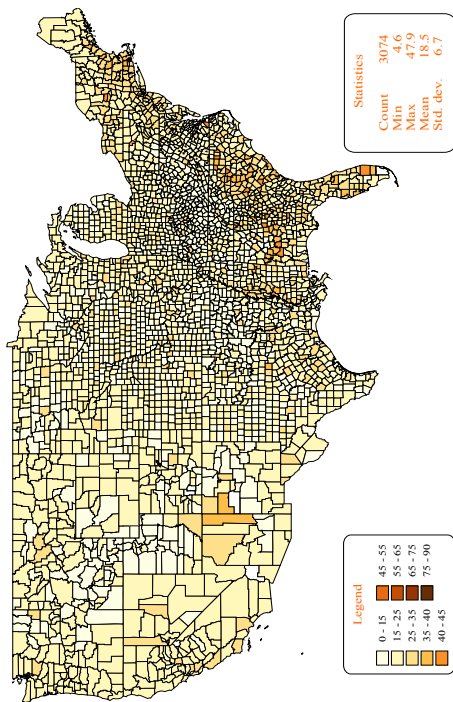 Legend
0 - 15
15 - 25
25 - 35
35 - 40
40 - 45
45 - 55
55 - 65
65 - 75
75 - 90
Statistics
Count 3074
Min 4.6
Max 47.9
Mean 18.5
Std. dev. 6.7